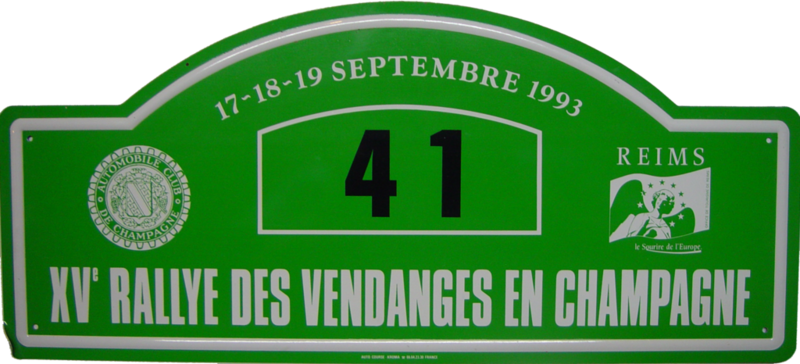 17-18-19 SEPTEMBRE 1993
41
AUTOMOBILE CLUB
DE CHAMPAGNE
REIMS
le Sourire de l'Europe
XVe RALLYE DES VENDANGES EN CHAMPAGNE